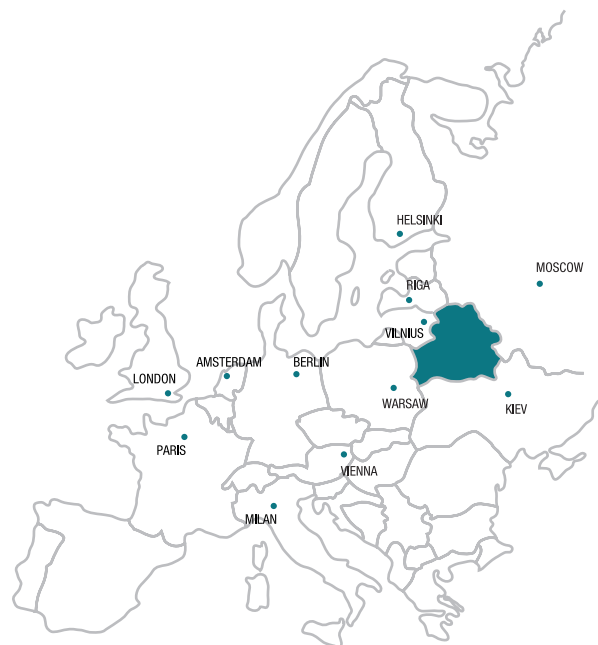 HELSINKI
MOSCOW
RIGA
VILNIUS
AMSTERDAM
BERLIN
LONDON
WARSAW
KIEV
PARIS
VIENNA
MILAN